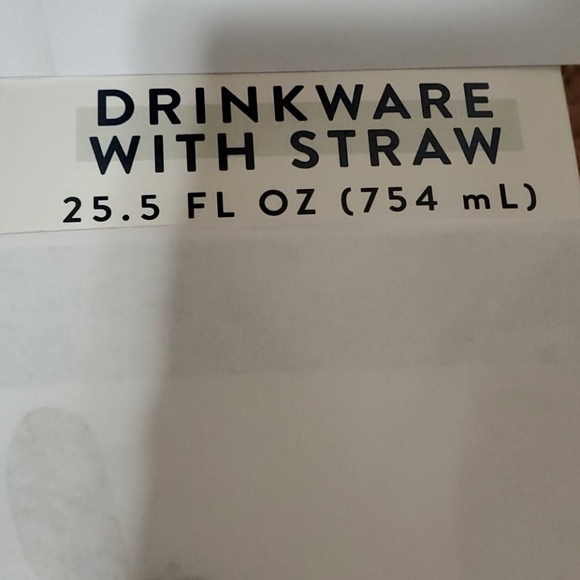 DRINKWARE
WITH STRAW
25.5 FL OZ (754 mL)